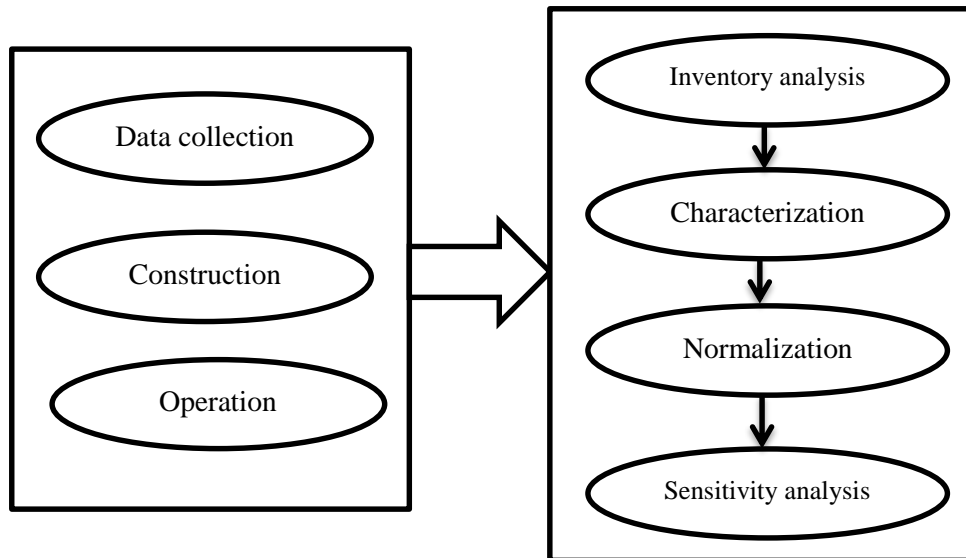 Data collection
Construction
Operation
Inventory analysis
Characterization
Normalization
Sensitivity analysis